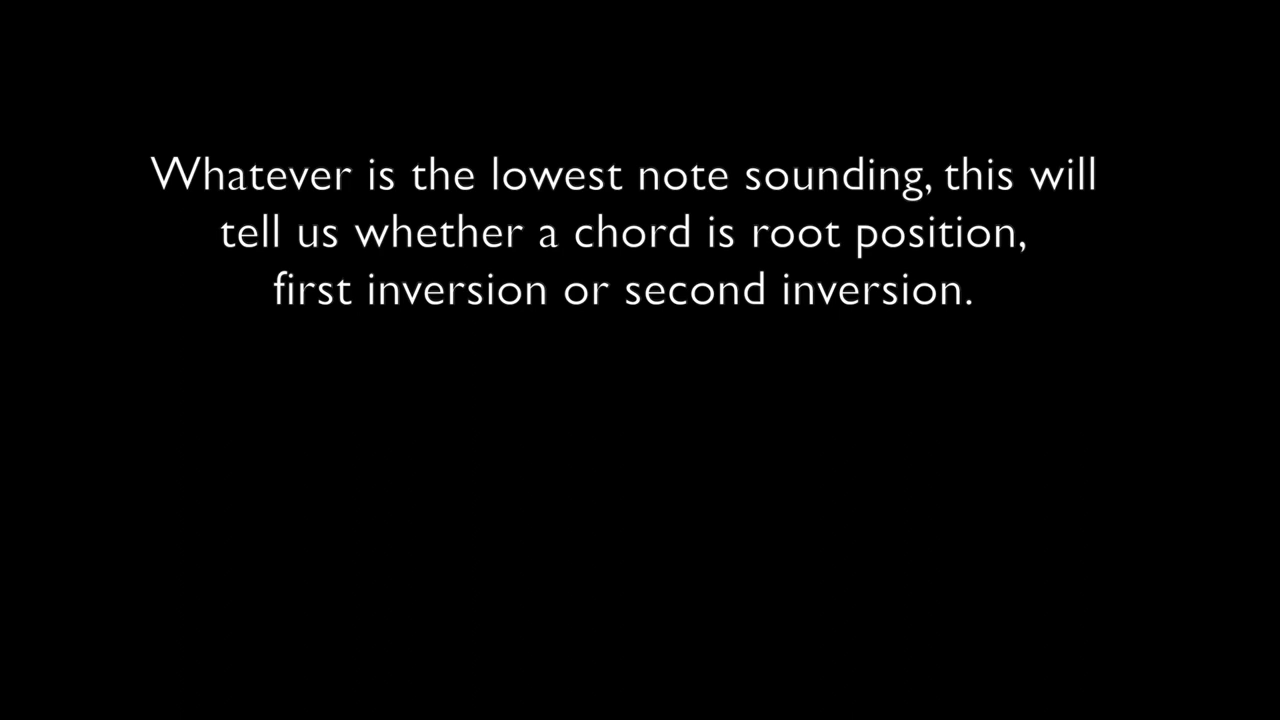 Whatever is the lowest note sounding, this will
tell us whether a chord is root position,
first inversion or second inversion.